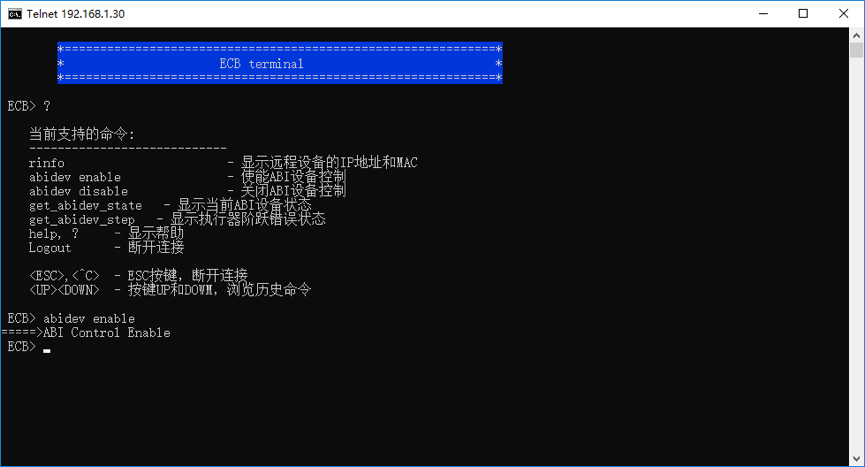 Telnet 192.168.1.30
*=============================================================*
* ECB terminal *
*=============================================================*
ECB> ?
当前支持的命令:
----------------------------
rinfo - 显示远程设备的IP地址和MAC
abidev enable - 使能ABI设备控制
abidev disable - 关闭ABI设备控制
get_abidev_state - 显示当前ABI设备状态
get_abidev_step - 显示执行器阶跃错误状态
help, ? - 显示帮助
Logout - 断开连接
<ESC>,<^C> - ESC按键, 断开连接
<UP><DOWN> - 按键UP和DOWM, 浏览历史命令
ECB> abidev enable
=====>ABI Control Enable
ECB>